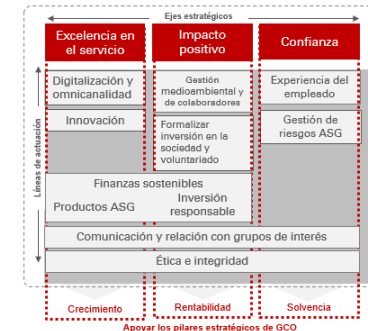 Ejes estratégicos
Excelencia en
el servicio
Impacto
positivo
Confianza
Líneas de actuación
Digitalización y
omnicanalidad
Gestión
medioambiental y
de colaboradores
Experiencia del
empleado
Innovación
Formalizar
inversión en la
sociedad y
voluntariado
Gestión de
riesgos ASG
Finanzas sostenibles
Productos ASG
Inversión
responsable
Comunicación y relación con grupos de interés
Ética e integridad
Crecimiento
Rentabilidad
Solvencia
Apoyar los pilares estratégicos de GCO